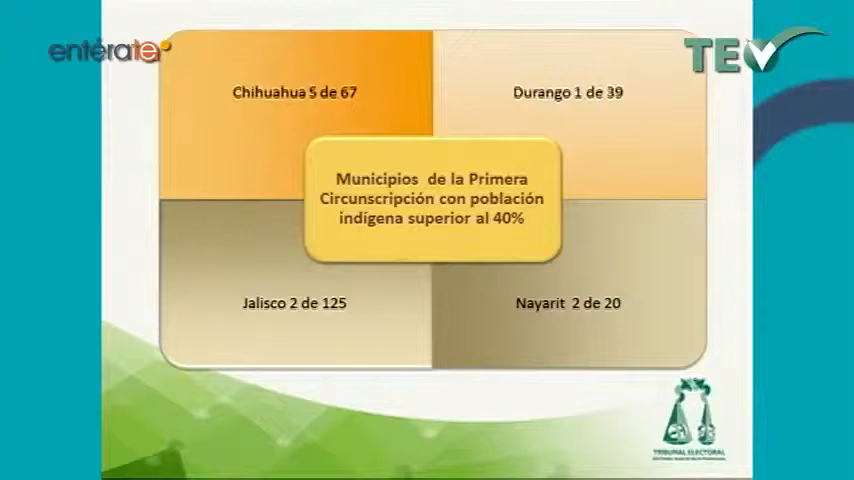 entérate
TEV
Chihuahua 5 de 67
Durango 1 de 39
Municipios de la Primera
Circunscripción con población
indígena superior al 40%
Jalisco 2 de 125
Nayarit 2 de 20
TRIBUNAL ELECTORAL